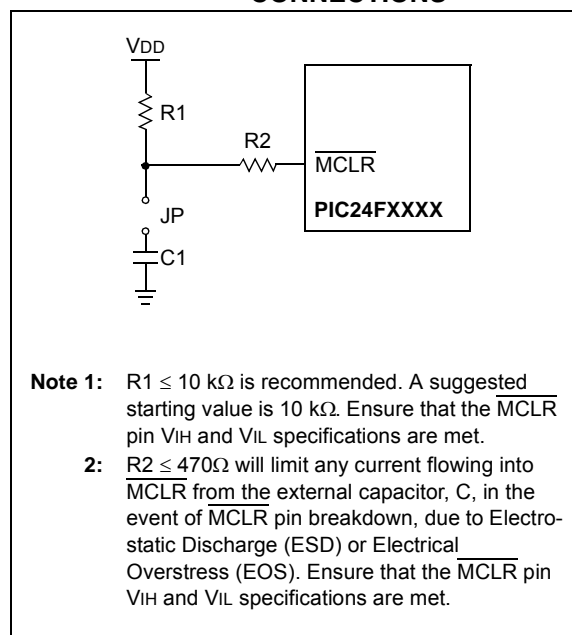 CONNECTIONS
VDD
R1
R2
MCLR
PIC24FXXXX
JP
C1
Note 1: R1 ≤ 10 kΩ is recommended. A suggested
starting value is 10 kΩ. Ensure that the MCLR
pin VIH and VIL specifications are met.
2: R2 ≤ 470Ω will limit any current flowing into
MCLR from the external capacitor, C, in the
event of MCLR pin breakdown, due to Electro-
static Discharge (ESD) or Electrical
Overstress (EOS). Ensure that the MCLR pin
VIH and VIL specifications are met.